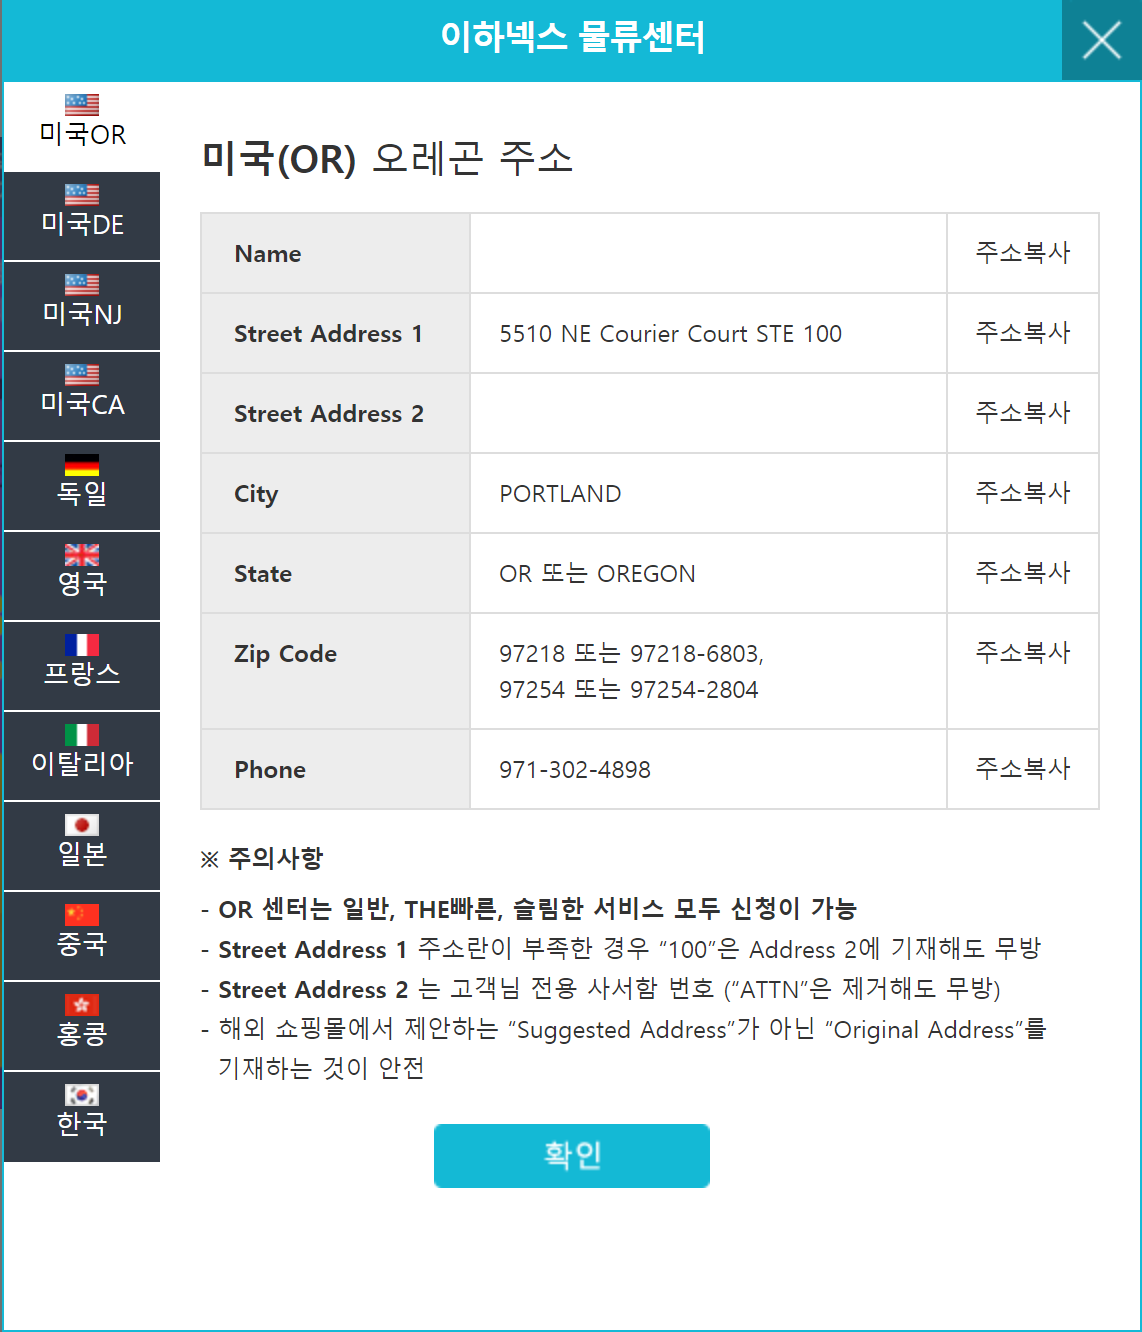 이하넥스 물류센터
미국OR
미국DE
미국NJ
미국CA
독일
영국
프랑스
이탈리아
일본
중국
홍콩
한국
미국(OR) 오레곤 주소
Name 주소복사
Street Address 1 5510 NE Courier Court STE 100 주소복사
Street Address 2 주소복사
City PORTLAND 주소복사
State OR 또는 OREGON 주소복사
Zip Code 97218 또는 97218-6803, 주소복사
97254 또는 97254-2804
Phone 971-302-4898 주소복사
※ 주의사항
- OR 센터는 일반, THE빠른, 슬림한 서비스 모두 신청이 가능
- Street Address 1 주소란이 부족한 경우 “100”은 Address 2에 기재해도 무방
- Street Address 2 는 고객님 전용 사서함 번호 (“ATTN”은 제거해도 무방)
- 해외 쇼핑몰에서 제안하는 “Suggested Address”가 아닌 “Original Address”를
기재하는 것이 안전
확인